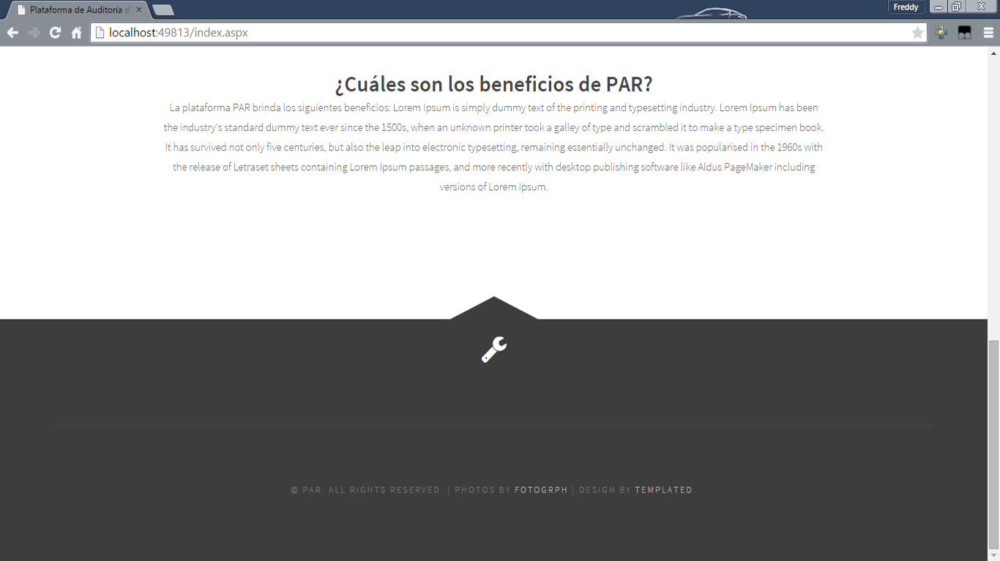 Plataforma de Auditoría d
Freddy
localhost:49813/index.aspx
¿Cuáles son los beneficios de PAR?
La plataforma PAR brinda los siguientes beneficios: Lorem Ipsum is simply dummy text of the printing and typesetting industry. Lorem Ipsum has been
the industry's standard dummy text ever since the 1500s, when an unknown printer took a galley of type and scrambled it to make a type specimen book.
It has survived not only five centuries, but also the leap into electronic typesetting, remaining essentially unchanged. It was popularised in the 1960s with
the release of Letraset sheets containing Lorem Ipsum passages, and more recently with desktop publishing software like Aldus PageMaker including
versions of Lorem Ipsum.
© PAR. ALL RIGHTS RESERVED. | PHOTOS BY FOTOGRPH | DESIGN BY TEMPLATED.